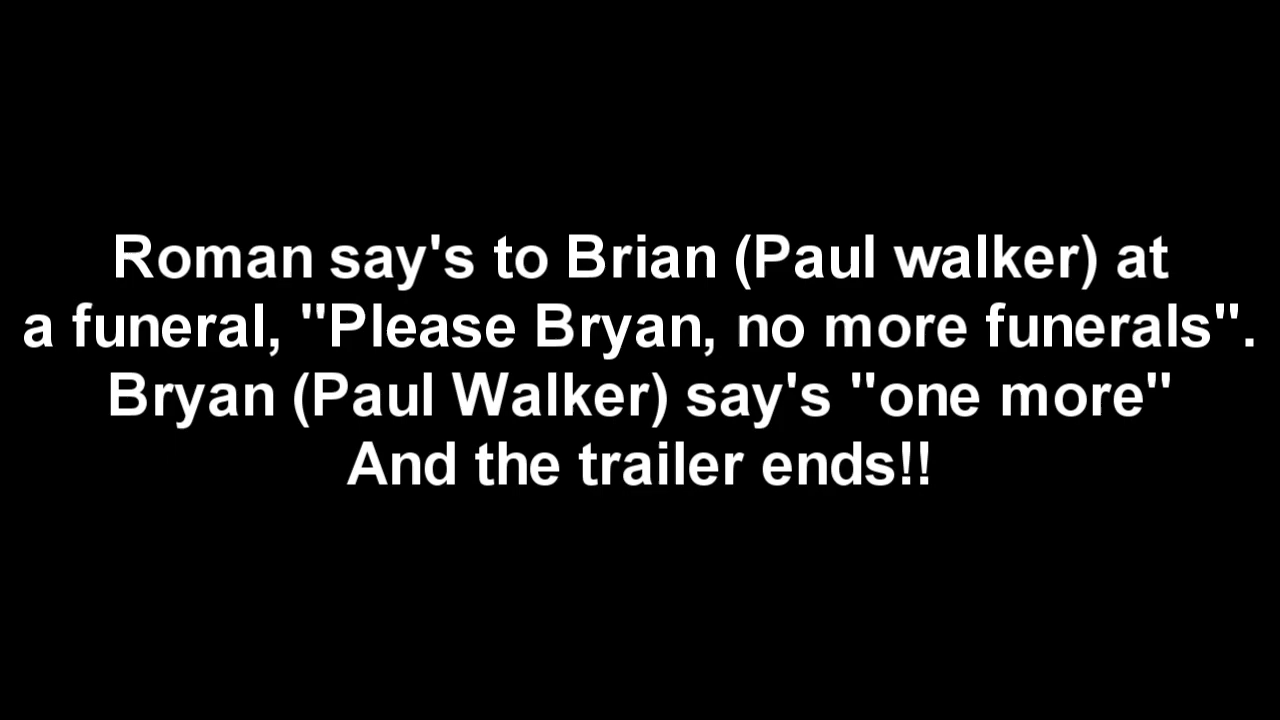 Roman say's to Brian (Paul walker) at
a funeral, "Please Bryan, no more funerals".
Bryan (Paul Walker) say's "one more"
And the trailer ends!!